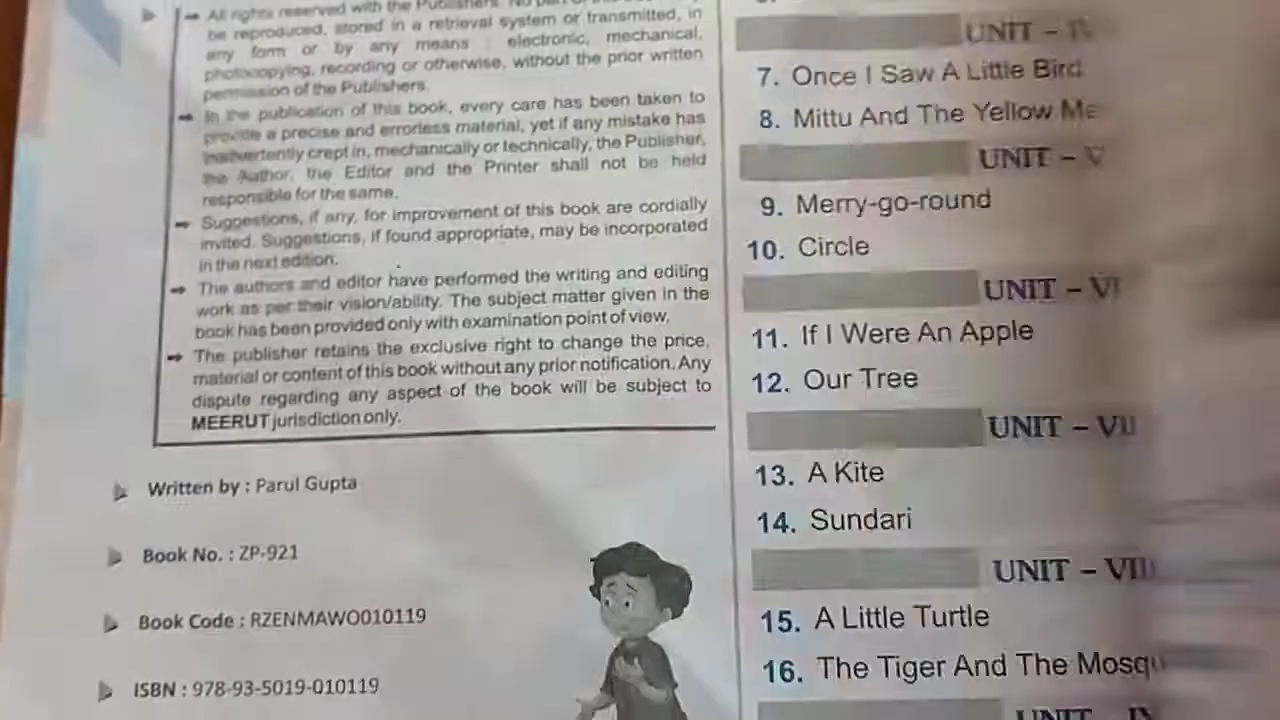 All rights reserved with the Publishers. No part of this
be reproduced, stored in a retrieval system or transmitted, in
any form or by any means : electronic, mechanical,
photocopying, recording or otherwise, without the prior written
permission of the Publishers.
In the publication of this book, every care has been taken to
provide a precise and errorless material, yet if any mistake has
inadvertently crept in, mechanically or technically, the Publisher,
the Author, the Editor and the Printer shall not be held
responsible for the same.
Suggestions, if any, for improvement of this book are cordially
invited. Suggestions, if found appropriate, may be incorporated
in the next edition.
The authors and editor have performed the writing and editing
work as per their vision/ability. The subject matter given in the
book has been provided only with examination point of view.
The publisher retains the exclusive right to change the price,
material or content of this book without any prior notification. Any
dispute regarding any aspect of the book will be subject to
MEERUT jurisdiction only.
Written by : Parul Gupta
Book No. : ZP-921
Book Code : RZENMAWO010119
ISBN : 978-93-5019-010119
UNIT – IV
7. Once I Saw A Little Bird
8. Mittu And The Yellow
UNIT – V
9. Merry-go-round
10. Circle
UNIT – VI
11. If I Were An Apple
12. Our Tree
UNIT – VII
13. A Kite
14. Sundari
UNIT – VIII
15. A Little Turtle
16. The Tiger And The
UNIT – IX